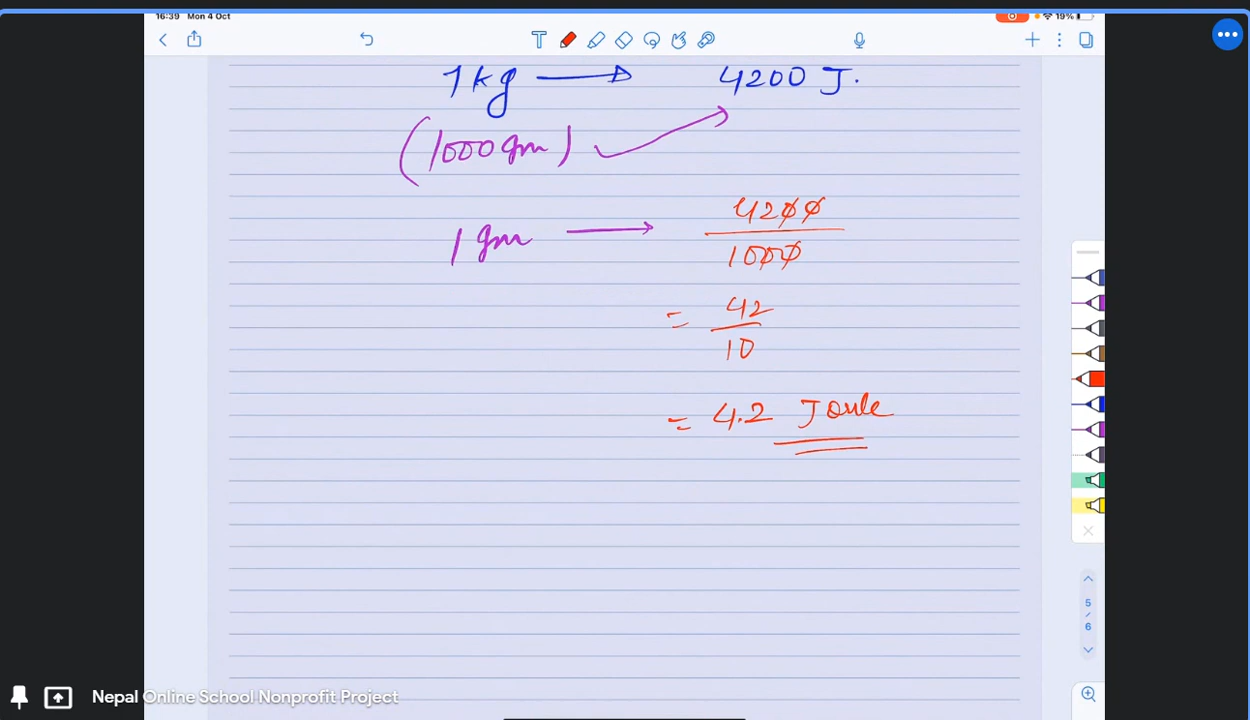 16:39 Mon 4 Oct
19%
1 kg → 4200 J.
(1000 gm)
1 gm → 4200
1000
= 42
10
= 4.2 Joule
5
/
6
Nepal Online School Nonprofit Project